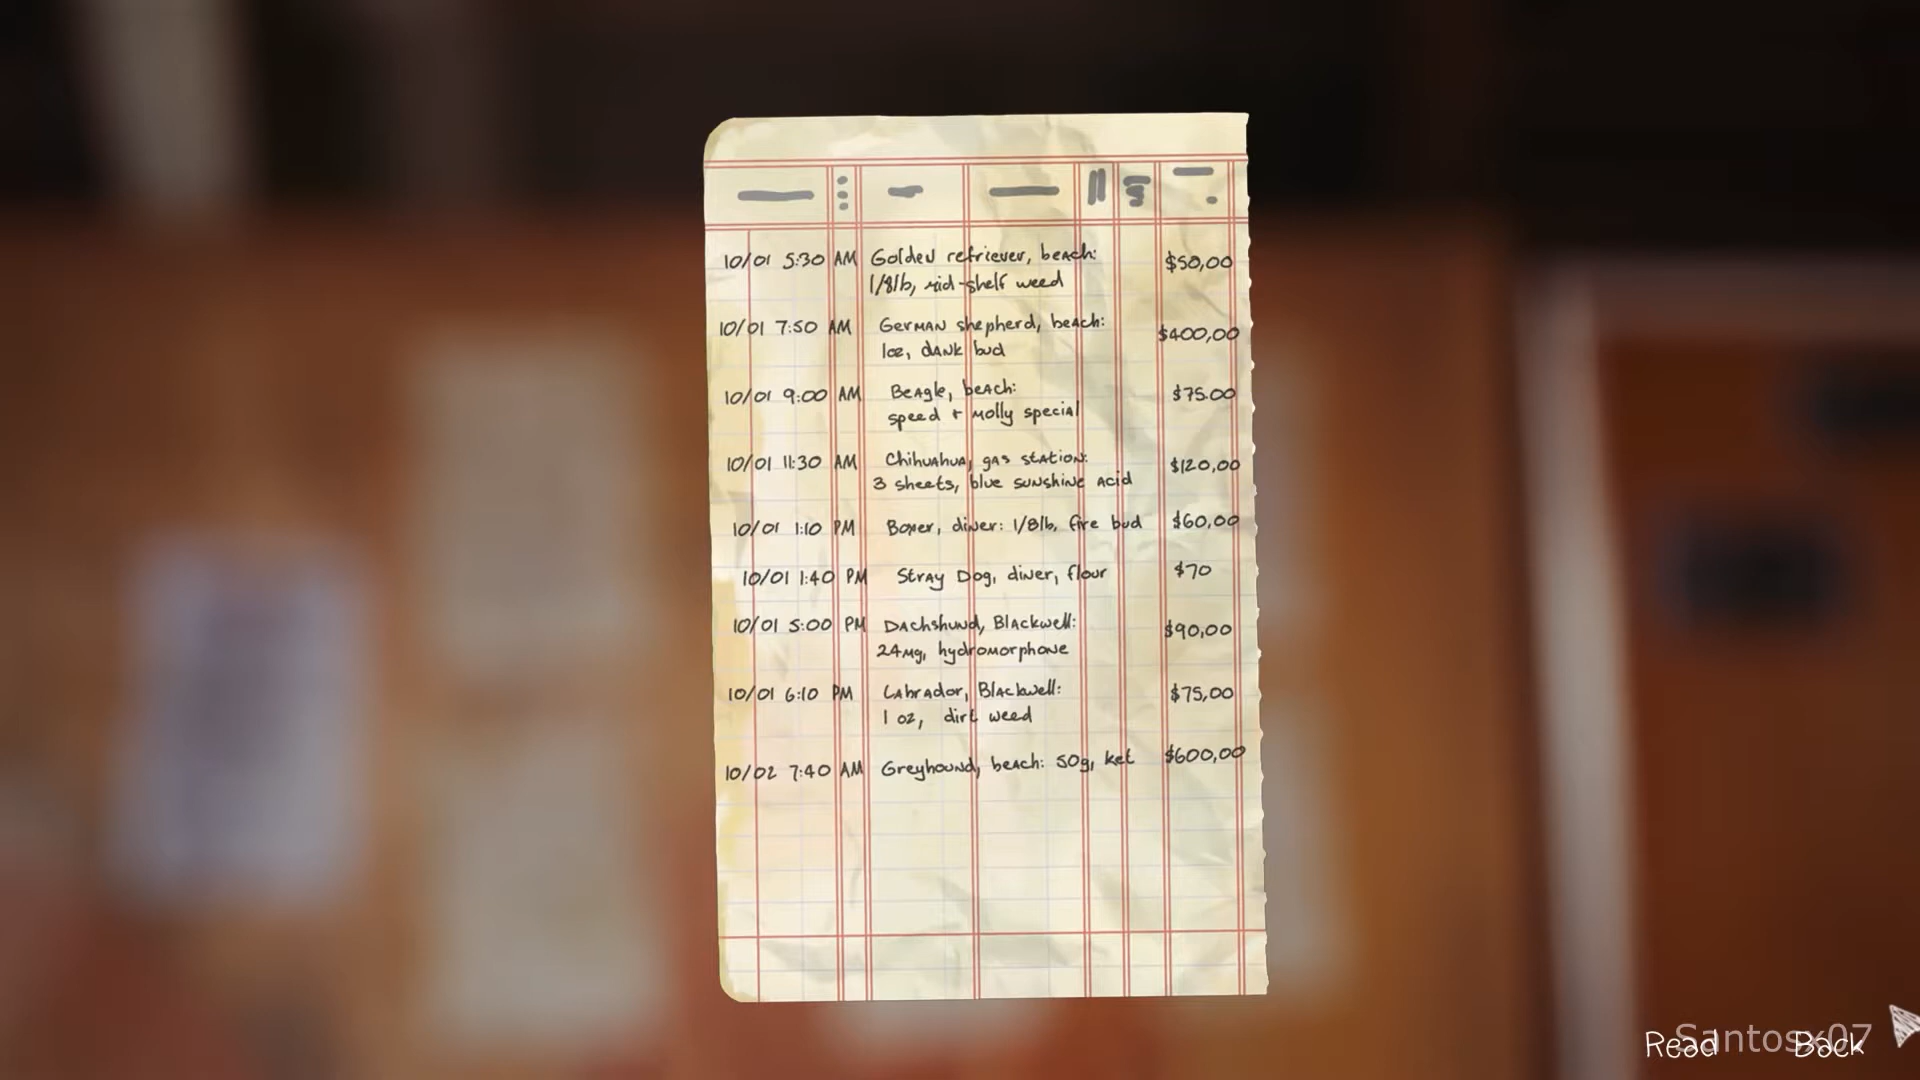 10/01 5:30 AM Golden retriever, beach: $50,00
1/8lb, mid-shelf weed
10/01 7:50 AM German shepherd, beach: $400,00
1oz, dank bud
10/01 9:00 AM Beagle, beach: $75.00
speed + Molly special
10/01 11:30 AM Chihuahua, gas station: $120,00
3 sheets, blue sunshine acid
10/01 1:10 PM Boxer, diner: 1/8lb, fire bud $60,00
10/01 1:40 PM Stray Dog, diner, flour $70
10/01 5:00 PM Dachshund, Blackwell: $90,00
24mg, hydromorphone
10/01 6:10 PM Labrador, Blackwell: $75,00
1 oz, dirt weed
10/02 7:40 AM Greyhound, beach: 50g, ket $600,00
Santosx07
Read Back